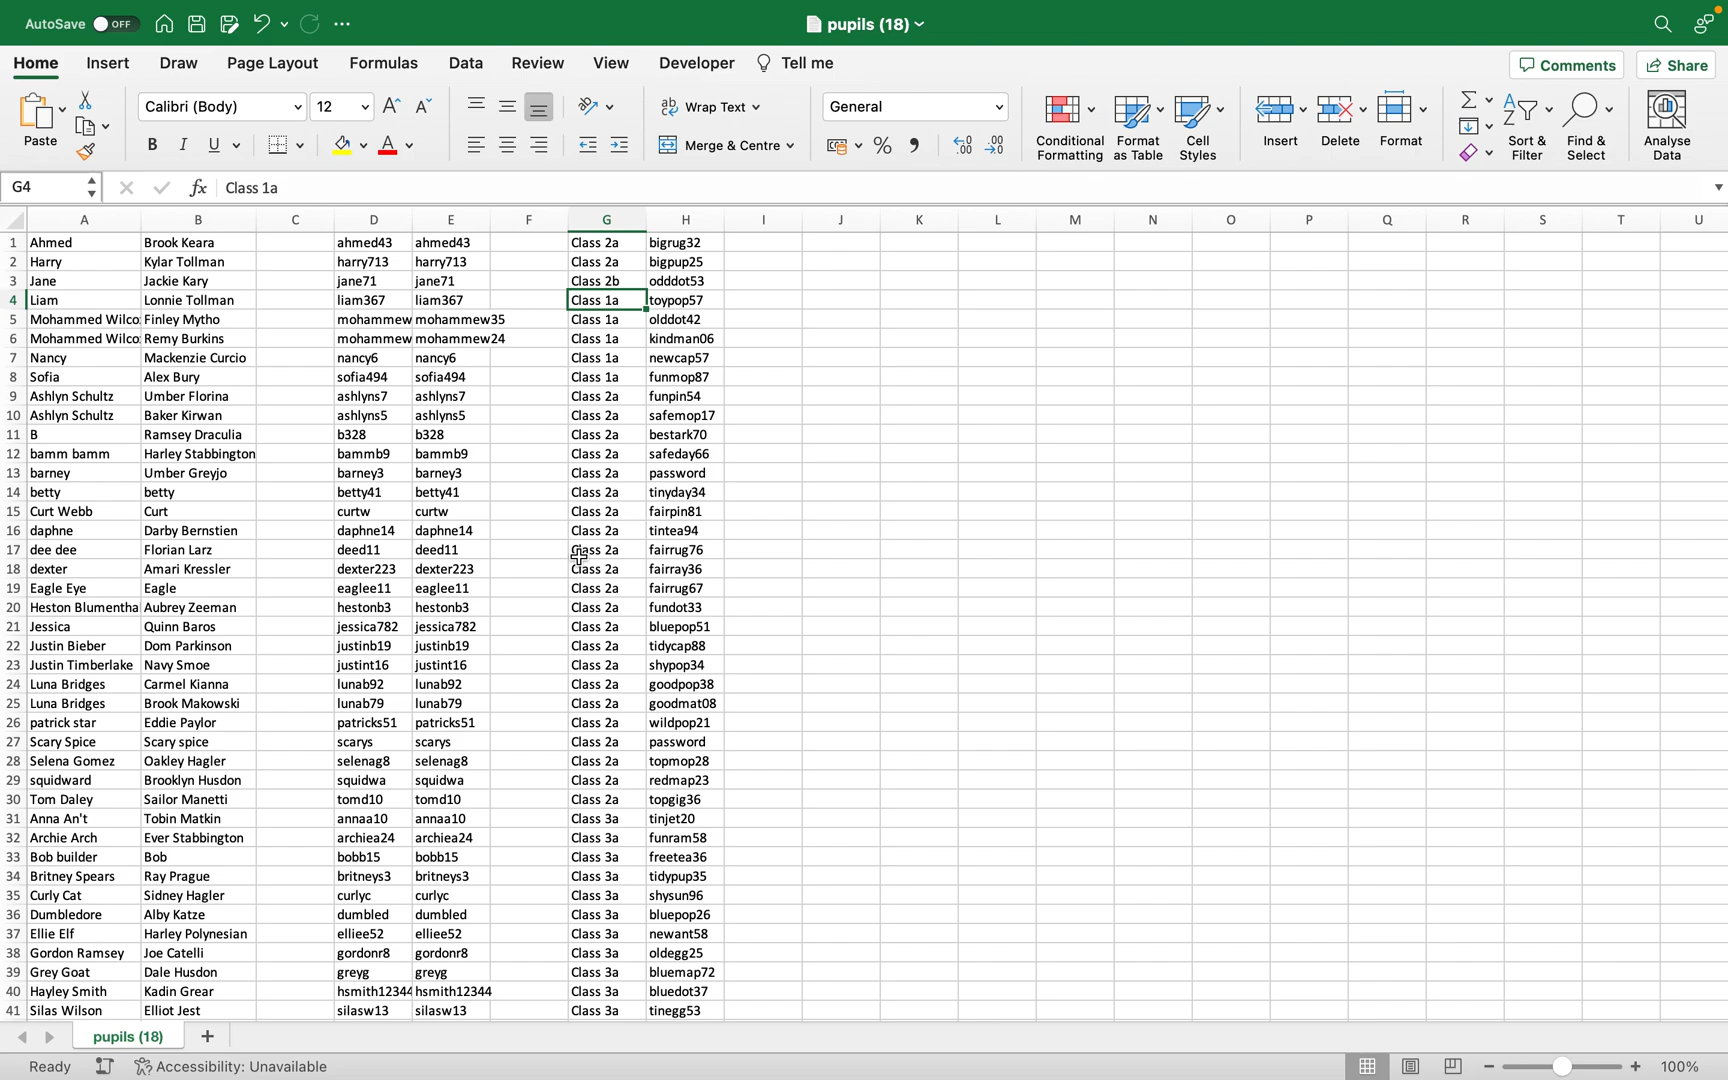 AutoSave OFF pupils (18)
Home Insert Draw Page Layout Formulas Data Review View Developer Tell me Comments Share
Calibri (Body) 12 Wrap Text General
Paste B I U Merge & Centre % Conditional Formatting Format as Table Cell Styles Insert Delete Format Sort & Filter Find & Select Analyse Data
G4 fx Class 1a
A B C D E F G H I J K L M N O P Q R S T U
1 Ahmed Brook Keara ahmed43 ahmed43 Class 2a bigrug32
2 Harry Kylar Tollman harry713 harry713 Class 2a bigpup25
3 Jane Jackie Kary jane71 jane71 Class 2b odddot53
4 Liam Lonnie Tollman liam367 liam367 Class 1a toypop57
5 Mohammed Wilco Finley Mytho mohammew mohammew35 Class 1a olddot42
6 Mohammed Wilco Remy Burkins mohammew mohammew24 Class 1a kindman06
7 Nancy Mackenzie Curcio nancy6 nancy6 Class 1a newcap57
8 Sofia Alex Bury sofia494 sofia494 Class 1a funmop87
9 Ashlyn Schultz Umber Florina ashlyns7 ashlyns7 Class 2a funpin54
10 Ashlyn Schultz Baker Kirwan ashlyns5 ashlyns5 Class 2a safemop17
11 B Ramsey Draculia b328 b328 Class 2a bestark70
12 bamm bamm Harley Stabbington bammb9 bammb9 Class 2a safeday66
13 barney Umber Greyjo barney3 barney3 Class 2a password
14 betty betty betty41 betty41 Class 2a tinyday34
15 Curt Webb Curt curtw curtw Class 2a fairpin81
16 daphne Darby Bernstien daphne14 daphne14 Class 2a tintea94
17 dee dee Florian Larz deed11 deed11 Class 2a fairrug76
18 dexter Amari Kressler dexter223 dexter223 Class 2a fairray36
19 Eagle Eye Eagle eaglee11 eaglee11 Class 2a fairrug67
20 Heston Blumentha Aubrey Zeeman hestonb3 hestonb3 Class 2a fundot33
21 Jessica Quinn Baros jessica782 jessica782 Class 2a bluepop51
22 Justin Bieber Dom Parkinson justinb19 justinb19 Class 2a tidycap88
23 Justin Timberlake Navy Smoe justint16 justint16 Class 2a shypop34
24 Luna Bridges Carmel Kianna lunab92 lunab92 Class 2a goodpop38
25 Luna Bridges Brook Makowski lunab79 lunab79 Class 2a goodmat08
26 patrick star Eddie Paylor patricks51 patricks51 Class 2a wildpop21
27 Scary Spice Scary spice scarys scarys Class 2a password
28 Selena Gomez Oakley Hagler selenag8 selenag8 Class 2a topmop28
29 squidward Brooklyn Husdon squidwa squidwa Class 2a redmap23
30 Tom Daley Sailor Manetti tomd10 tomd10 Class 2a topgig36
31 Anna An't Tobin Matkin annaa10 annaa10 Class 3a tinjet20
32 Archie Arch Ever Stabbington archiea24 archiea24 Class 3a funram58
33 Bob builder Bob bobb15 bobb15 Class 3a freetea36
34 Britney Spears Ray Prague britneys3 britneys3 Class 3a tidypup35
35 Curly Cat Sidney Hagler curlyc curlyc Class 3a shysun96
36 Dumbledore Alby Katze dumbled dumbled Class 3a bluepop26
37 Ellie Elf Harley Polynesian elliee52 elliee52 Class 3a newant58
38 Gordon Ramsey Joe Catelli gordonr8 gordonr8 Class 3a oldegg25
39 Grey Goat Dale Husdon greyg greyg Class 3a bluemap72
40 Hayley Smith Kadin Grear hsmith12344 hsmith12344 Class 3a bluedot37
41 Silas Wilson Elliot Jest silasw13 silasw13 Class 3a tinegg53
pupils (18)
Ready Accessibility: Unavailable 100%